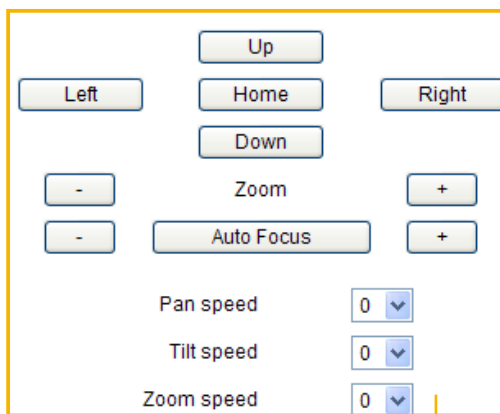 Up
Left Home Right
Down
- Zoom +
- Auto Focus +
Pan speed 0
Tilt speed 0
Zoom speed 0